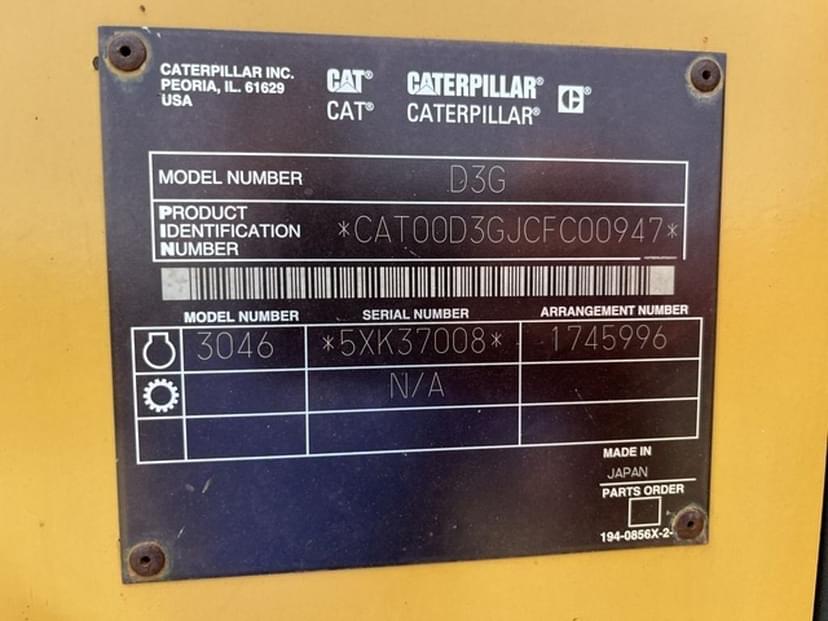 CATERPILLAR INC.
PEORIA, IL. 61629
USA
CAT®
CATERPILLAR®
C®
CAT®
CATERPILLAR®
MODEL NUMBER D3G
PRODUCT
IDENTIFICATION
NUMBER
*CAT00D3GJCFC00947*
MODEL NUMBER SERIAL NUMBER ARRANGEMENT NUMBER
3046 *5XK37008* 1745996
N/A
MADE IN
JAPAN
PARTS ORDER
194-0856X-2-